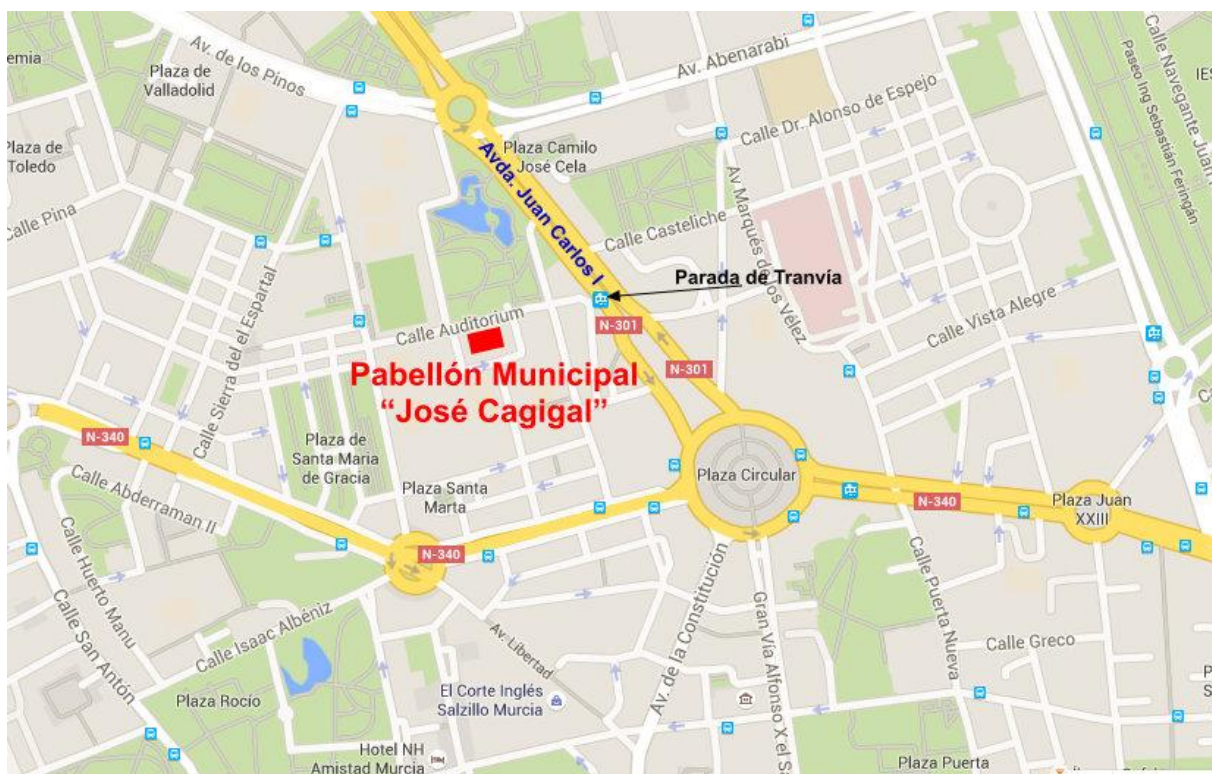 emia
Plaza de
Valladolid
Av. de los Pinos
Av. Abenarabi
Calle Navegante Juan
Paseo Ing Sebastián Feringán
IES
Plaza de
Toledo
Plaza Camilo
José Cela
Calle Dr. Alonso de Espejo
Avda. Juan Carlos I
Av Marqués de los Vélez
Calle Pina
Calle Casteliche
Parada de Tranvía
Calle Sierra del el Espartal
Calle Auditorium
N-301
Calle Vista Alegre
N-301
Pabellón Municipal
“José Cagigal”
N-340
Plaza de
Santa Maria
de Gracia
Calle Abderraman II
Plaza Santa
Marta
Plaza Circular
N-340
Plaza Juan
XXIII
N-340
Calle Huerto Manu
Calle San Antón
Calle Isaac Albéniz
Av. Libertad
Av. de la Constitución
Gran Vía Alfonso X el Sa
Calle Puerta Nueva
Calle Greco
Plaza Rocío
El Corte Inglés
Salzillo Murcia
Hotel NH
Amistad Murcia
Plaza Puerta